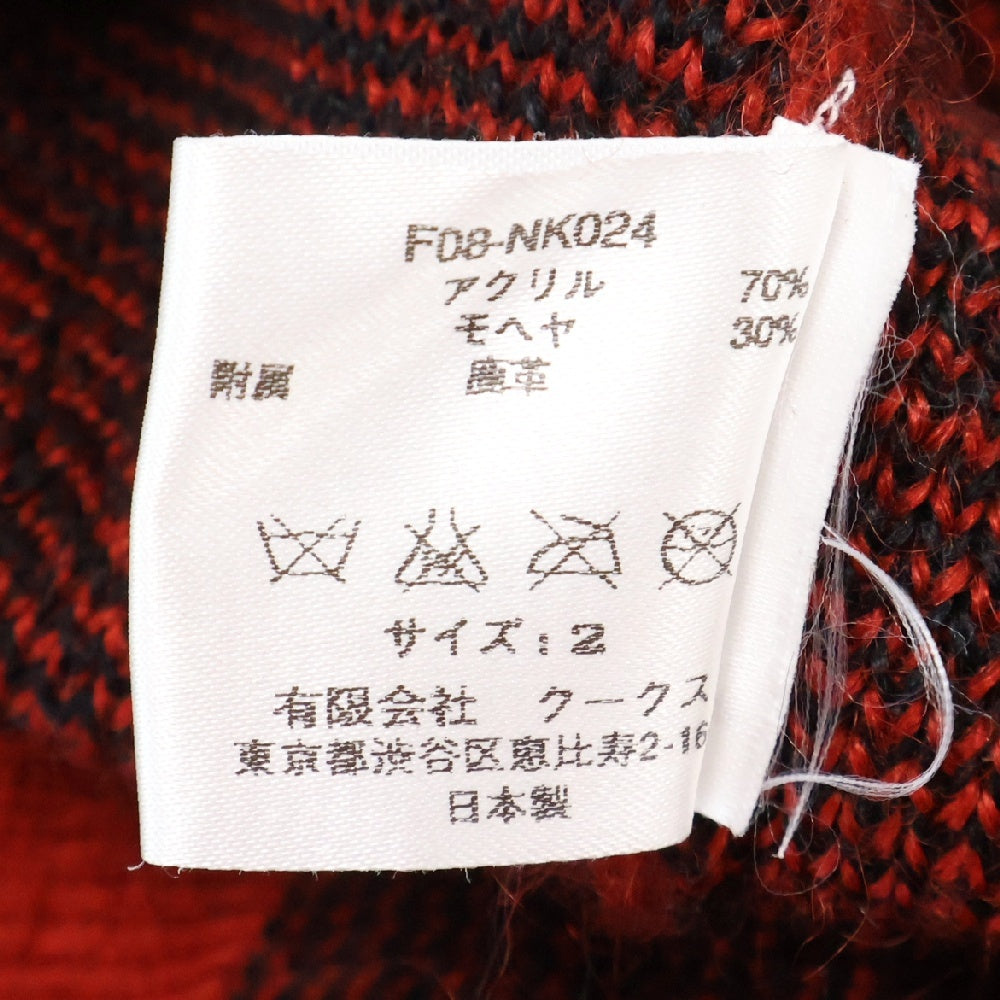 F08-NK024
アクリル 70%
モヘヤ 30%
附属 鹿革
サイズ:2
有限会社 クークス
東京都渋谷区恵比寿2-16
日本製